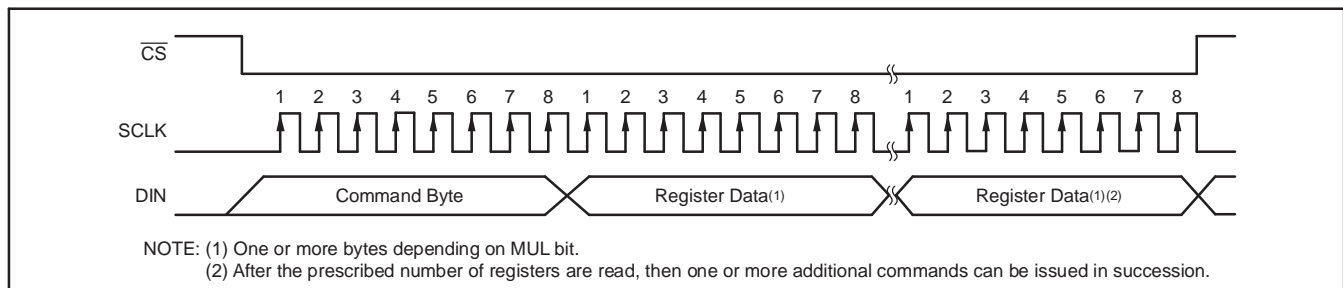 CS
1 2 3 4 5 6 7 8 1 2 3 4 5 6 7 8 1 2 3 4 5 6 7 8
SCLK
DIN Command Byte Register Data(1) Register Data(1)(2)
NOTE: (1) One or more bytes depending on MUL bit.
(2) After the prescribed number of registers are read, then one or more additional commands can be issued in succession.